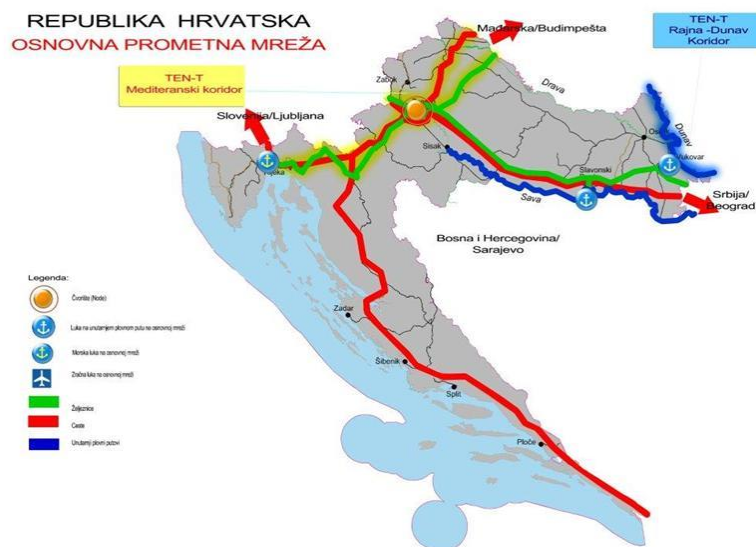 REPUBLIKA HRVATSKA
OSNOVNA PROMETNA MREŽA
TEN-T
Mediteranski koridor
Slovenija/Ljubljana
Mađarska/Budimpešta
TEN-T
Rajna -Dunav
Koridor
Zabok
Drava
Dunav
Sisak
Vukovar
Slavonski
Sava
Srbija/
Beograd
Bosna i Hercegovina/
Sarajevo
Zadar
Šibenik
Split
Ploče
Legenda:
Čvorište (Node)
Luka na unutarnjem plovnom putu na osnovnoj mreži
Morska luka na osnovnoj mreži
Zračna luka na osnovnoj mreži
Željeznice
Ceste
Unutarnji plovni putovi